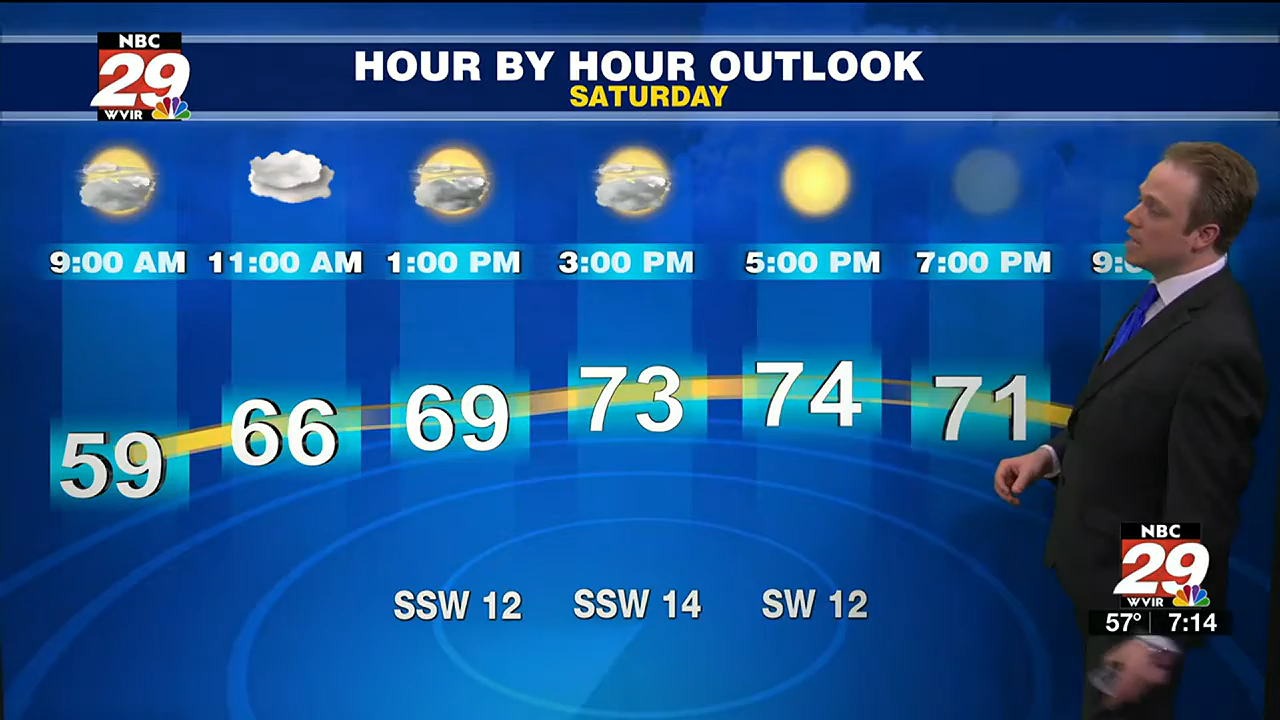 NBC
29
WVIR
HOUR BY HOUR OUTLOOK
SATURDAY
9:00 AM 11:00 AM 1:00 PM 3:00 PM 5:00 PM 7:00 PM
59 66 69 73 74 71
SSW 12 SSW 14 SW 12
NBC
29
WVIR
57° 7:14